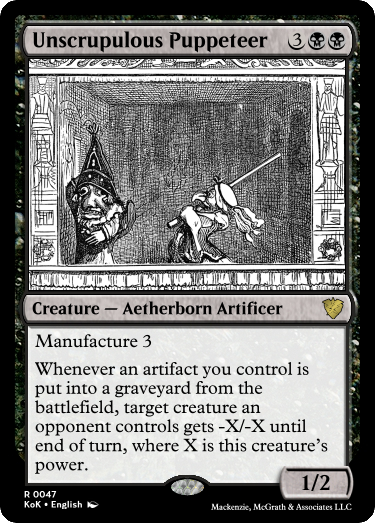 Unscrupulous Puppeteer 3
Creature — Aetherborn Artificer
Manufacture 3
Whenever an artifact you control is
put into a graveyard from the
battlefield, target creature an
opponent controls gets -X/-X until
end of turn, where X is this creature's
power.
1/2
R 0047
KoK • English
Mackenzie, McGrath & Associates LLC